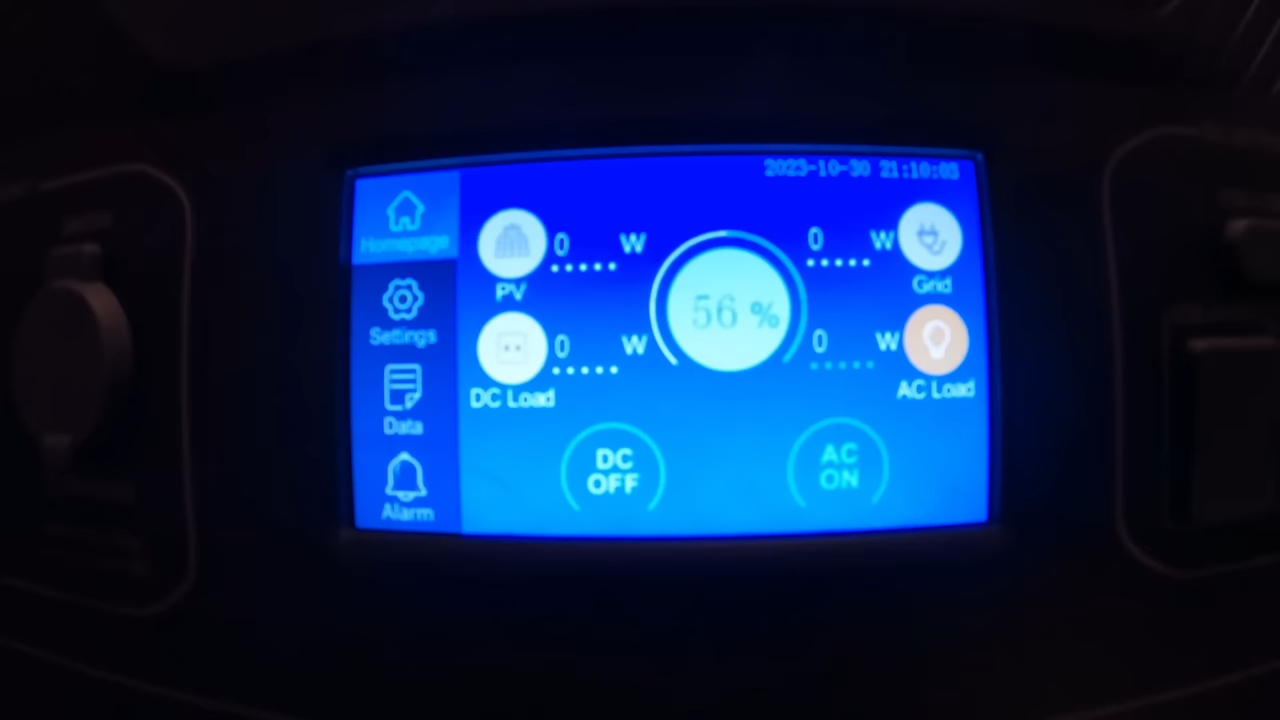 2023-10-30 21:10:03
Homepage
Settings
Data
Alarm
0 W
PV
0 W
DC Load
56 %
0 W
Grid
0 W
AC Load
DC
OFF
AC
ON